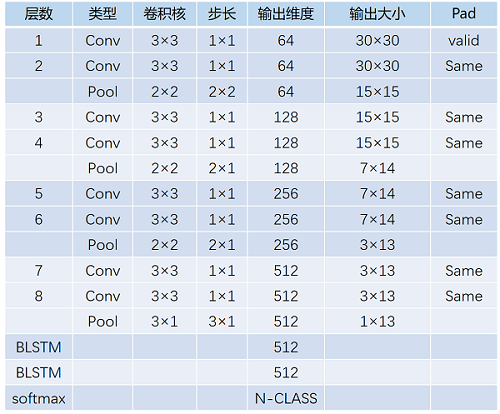 层数 类型 卷积核 步长 输出维度 输出大小 Pad
1 Conv 3×3 1×1 64 30×30 valid
2 Conv 3×3 1×1 64 30×30 Same
Pool 2×2 2×2 64 15×15
3 Conv 3×3 1×1 128 15×15 Same
4 Conv 3×3 1×1 128 15×15 Same
Pool 2×2 2×1 128 7×14
5 Conv 3×3 1×1 256 7×14 Same
6 Conv 3×3 1×1 256 7×14 Same
Pool 2×2 2×1 256 3×13
7 Conv 3×3 1×1 512 3×13 Same
8 Conv 3×3 1×1 512 3×13 Same
Pool 3×1 3×1 512 1×13
BLSTM 512
BLSTM 512
softmax N-CLASS